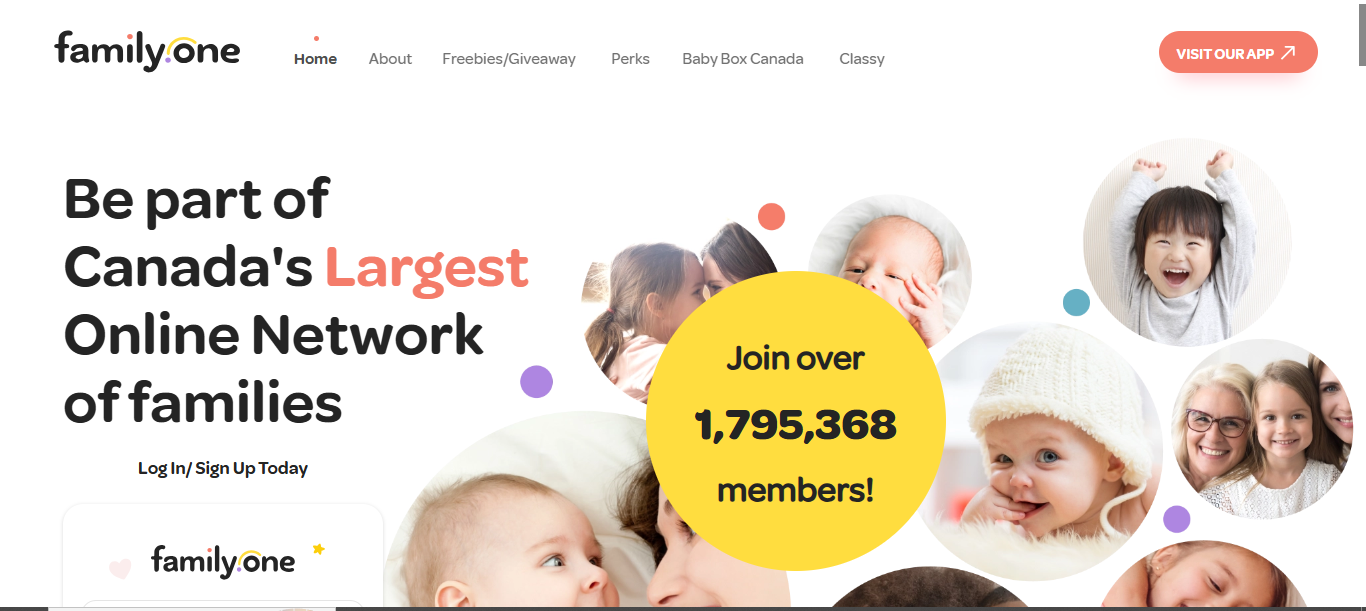 family.one
Home
About
Freebies/Giveaway
Perks
Baby Box Canada
Classy
VISIT OUR APP
Be part of
Canada's Largest
Online Network
of families
Log In/ Sign Up Today
family.one
Join over
1,795,368
members!